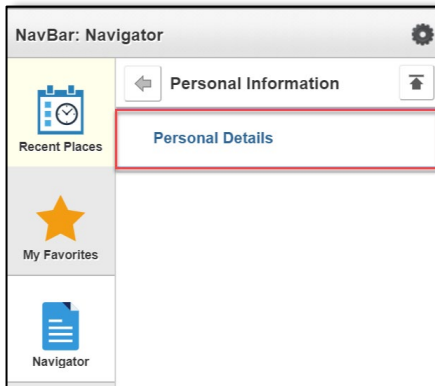 NavBar: Navigator
Personal Information
Recent Places
Personal Details
My Favorites
Navigator